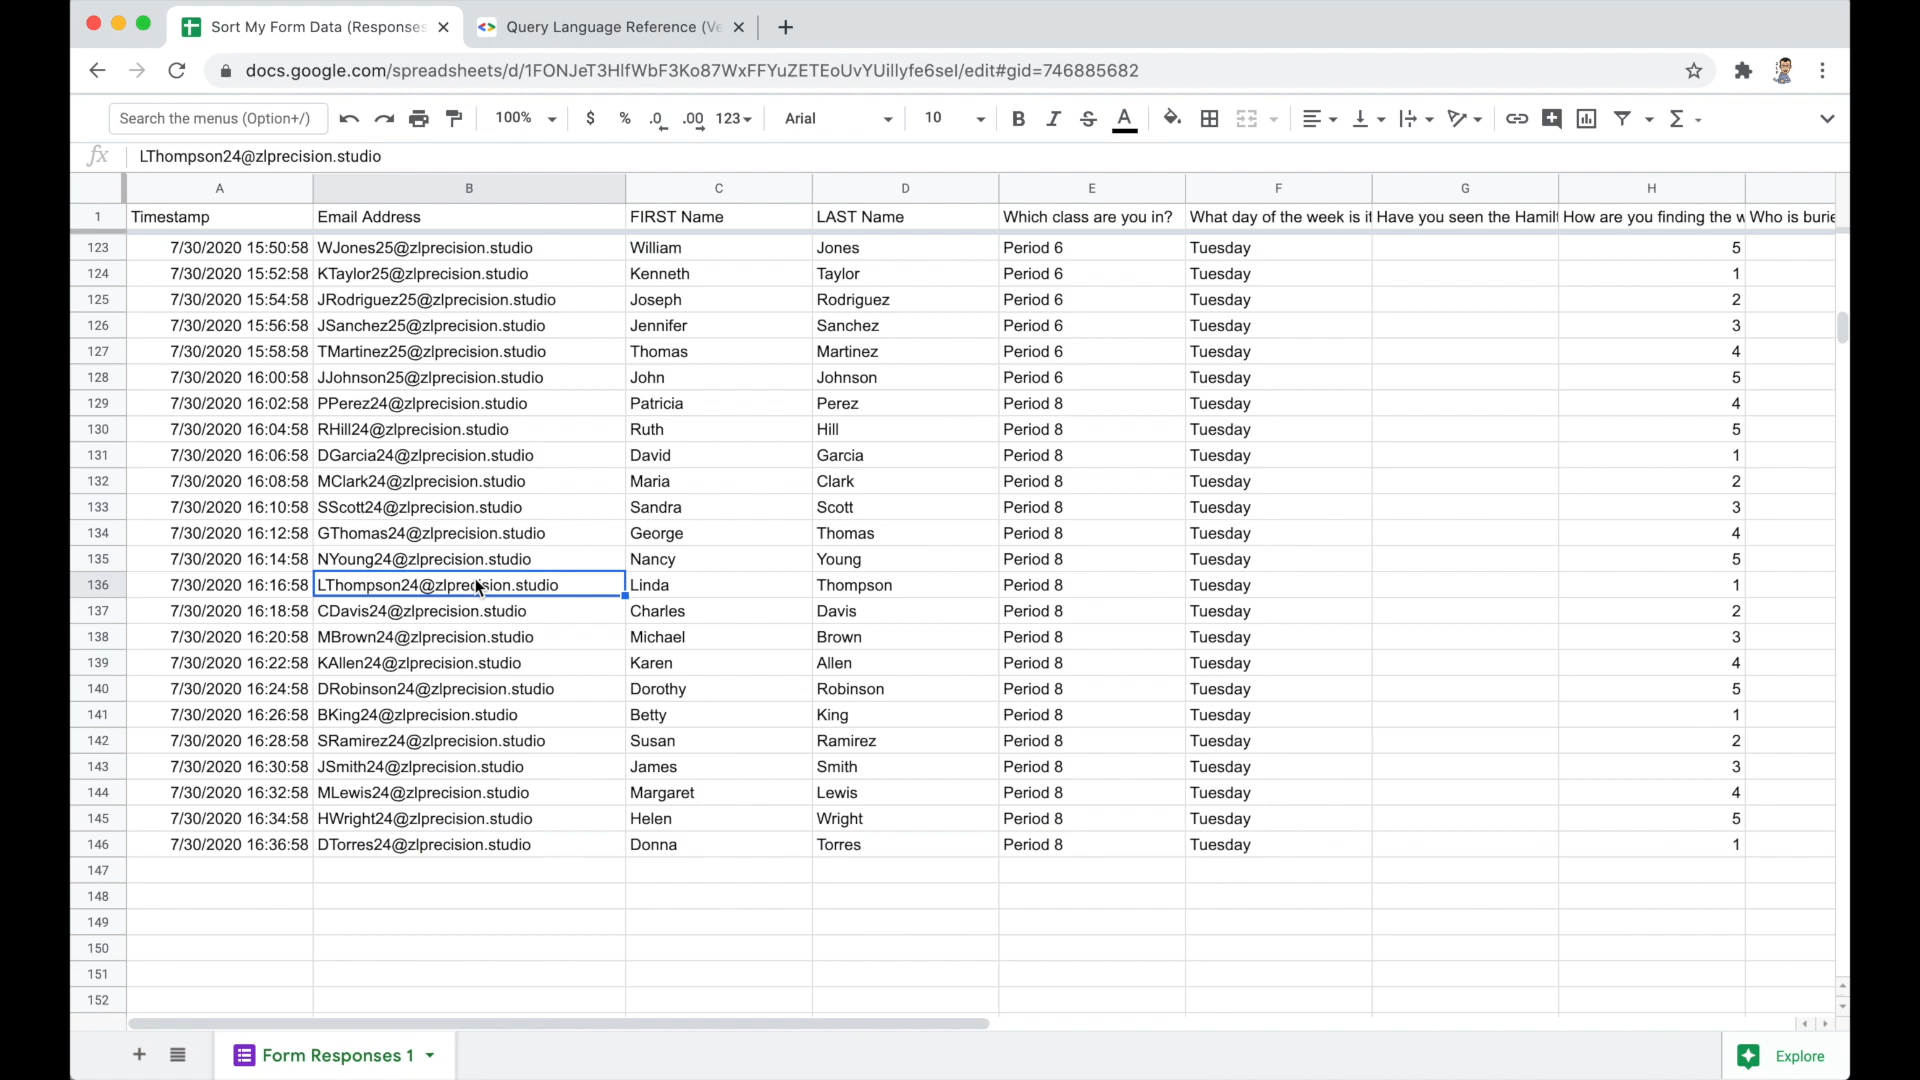 Sort My Form Data (Responses
Query Language Reference (Ve
docs.google.com/spreadsheets/d/1FONJeT3HlfWbF3Ko87WxFFYuZETEoUvYUillyfe6sel/edit#gid=746885682
Search the menus (Option+/) 100% $ % .0 .00 123 Arial 10 B I S A Σ
fx LThompson24@zlprecision.studio
A B C D E F G H
1 Timestamp Email Address FIRST Name LAST Name Which class are you in? What day of the week is it Have you seen the Hamil How are you finding the w Who is burie
123 7/30/2020 15:50:58 WJones25@zlprecision.studio William Jones Period 6 Tuesday 5
124 7/30/2020 15:52:58 KTaylor25@zlprecision.studio Kenneth Taylor Period 6 Tuesday 1
125 7/30/2020 15:54:58 JRodriguez25@zlprecision.studio Joseph Rodriguez Period 6 Tuesday 2
126 7/30/2020 15:56:58 JSanchez25@zlprecision.studio Jennifer Sanchez Period 6 Tuesday 3
127 7/30/2020 15:58:58 TMartinez25@zlprecision.studio Thomas Martinez Period 6 Tuesday 4
128 7/30/2020 16:00:58 JJohnson25@zlprecision.studio John Johnson Period 6 Tuesday 5
129 7/30/2020 16:02:58 PPerez24@zlprecision.studio Patricia Perez Period 8 Tuesday 4
130 7/30/2020 16:04:58 RHill24@zlprecision.studio Ruth Hill Period 8 Tuesday 5
131 7/30/2020 16:06:58 DGarcia24@zlprecision.studio David Garcia Period 8 Tuesday 1
132 7/30/2020 16:08:58 MClark24@zlprecision.studio Maria Clark Period 8 Tuesday 2
133 7/30/2020 16:10:58 SScott24@zlprecision.studio Sandra Scott Period 8 Tuesday 3
134 7/30/2020 16:12:58 GThomas24@zlprecision.studio George Thomas Period 8 Tuesday 4
135 7/30/2020 16:14:58 NYoung24@zlprecision.studio Nancy Young Period 8 Tuesday 5
136 7/30/2020 16:16:58 LThompson24@zlprecision.studio Linda Thompson Period 8 Tuesday 1
137 7/30/2020 16:18:58 CDavis24@zlprecision.studio Charles Davis Period 8 Tuesday 2
138 7/30/2020 16:20:58 MBrown24@zlprecision.studio Michael Brown Period 8 Tuesday 3
139 7/30/2020 16:22:58 KAllen24@zlprecision.studio Karen Allen Period 8 Tuesday 4
140 7/30/2020 16:24:58 DRobinson24@zlprecision.studio Dorothy Robinson Period 8 Tuesday 5
141 7/30/2020 16:26:58 BKing24@zlprecision.studio Betty King Period 8 Tuesday 1
142 7/30/2020 16:28:58 SRamirez24@zlprecision.studio Susan Ramirez Period 8 Tuesday 2
143 7/30/2020 16:30:58 JSmith24@zlprecision.studio James Smith Period 8 Tuesday 3
144 7/30/2020 16:32:58 MLewis24@zlprecision.studio Margaret Lewis Period 8 Tuesday 4
145 7/30/2020 16:34:58 HWright24@zlprecision.studio Helen Wright Period 8 Tuesday 5
146 7/30/2020 16:36:58 DTorres24@zlprecision.studio Donna Torres Period 8 Tuesday 1
147
148
149
150
151
152
Form Responses 1
Explore